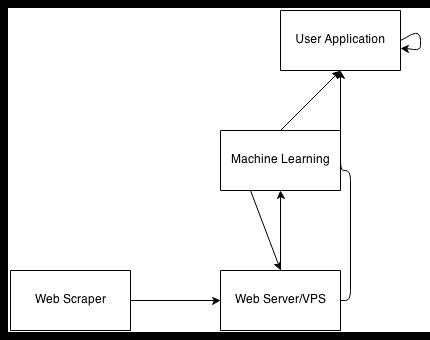 User Application
Machine Learning
Web Scraper
Web Server/VPS